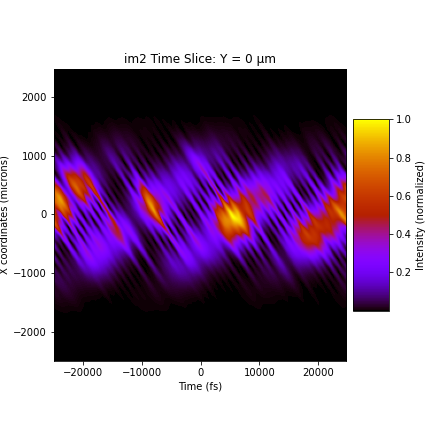 im2 Time Slice: Y = 0 μm
2000
1000
0
−1000
−2000
X coordinates (microns)
−20000 −10000 0 10000 20000
Time (fs)
1.0
0.8
0.6
0.4
0.2
Intensity (normalized)